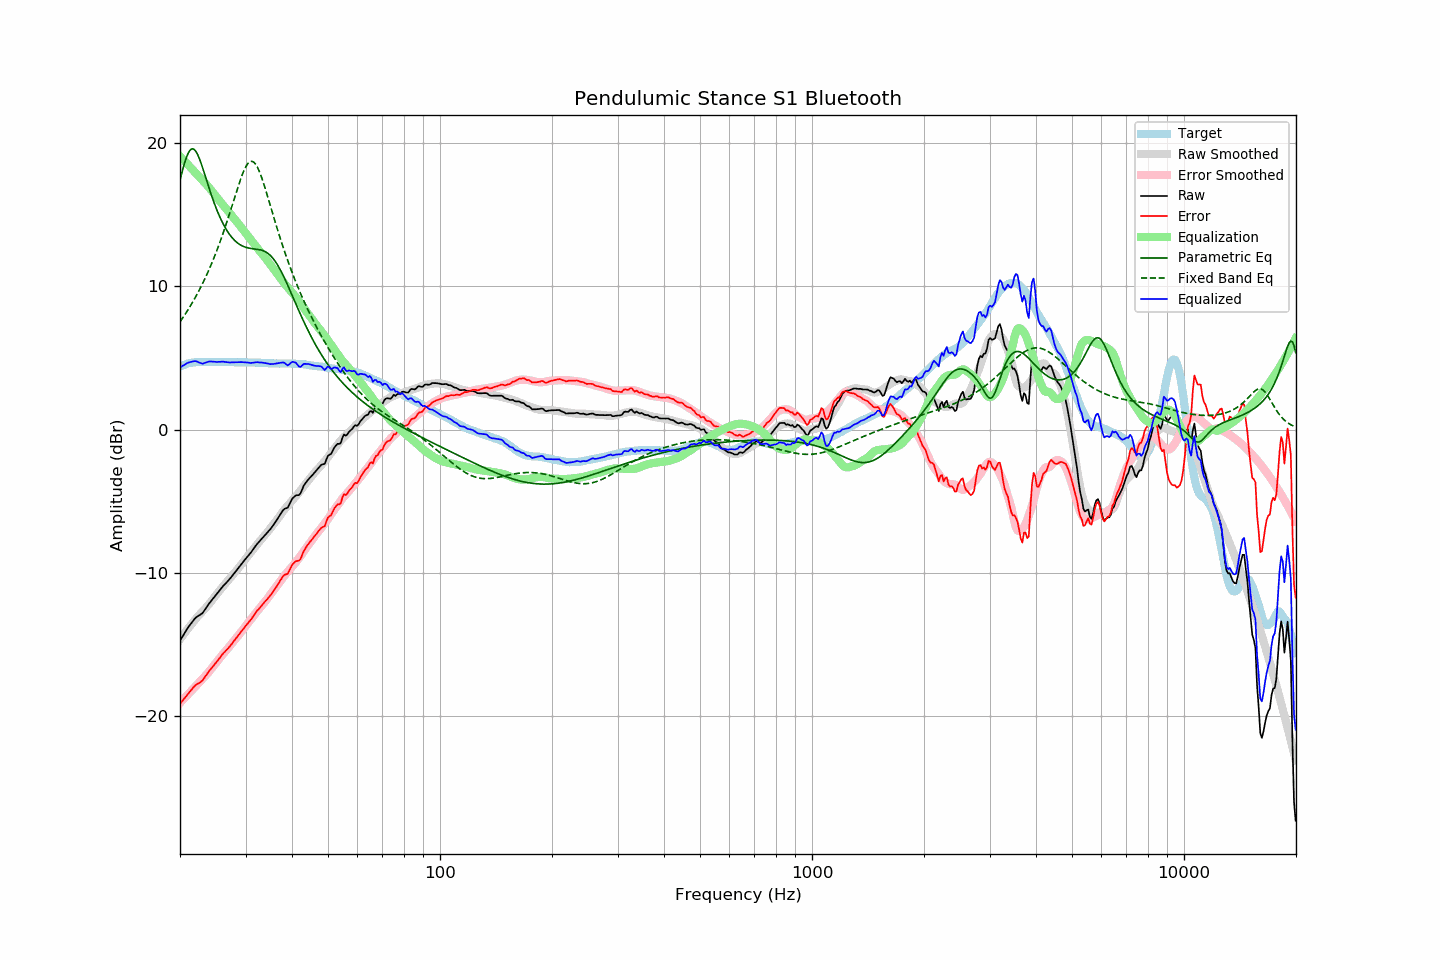 Pendulumic Stance S1 Bluetooth
Target
Raw Smoothed
Error Smoothed
Raw
Error
Equalization
Parametric Eq
Fixed Band Eq
Equalized
20
10
0
−10
−20
Amplitude (dBr)
100
1000
10000
Frequency (Hz)